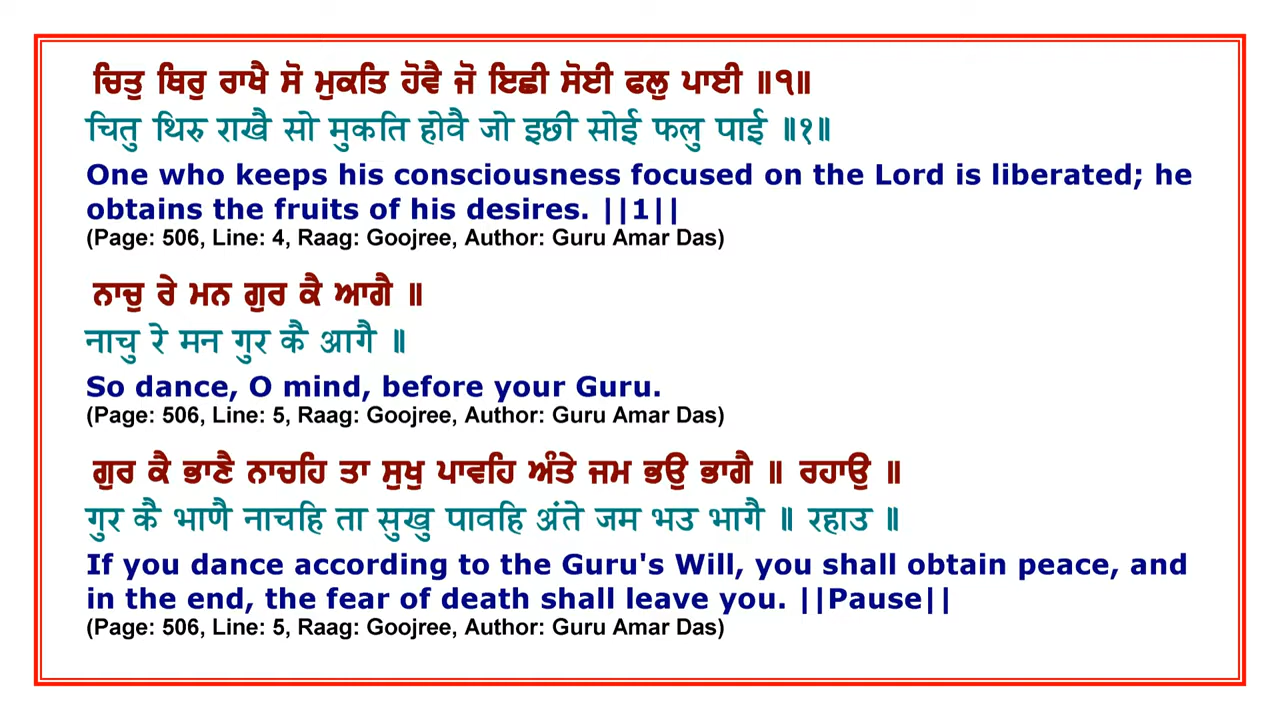 ਚਿਤੁ ਥਿਰੁ ਰਾਖੈ ਸੋ ਮੁਕਤਿ ਹੋਵੈ ਜੋ ਇਛੀ ਸੋਈ ਫਲੁ ਪਾਈ ॥੧॥
चितु थिरु राखै सो मुकति होवै जो इछी सोई फलु पाई ॥१॥
One who keeps his consciousness focused on the Lord is liberated; he
obtains the fruits of his desires. ||1||
(Page: 506, Line: 4, Raag: Goojree, Author: Guru Amar Das)
ਨਾਚੁ ਰੇ ਮਨ ਗੁਰ ਕੈ ਆਗੈ ॥
नाचु रे मन गुर कै आगै ॥
So dance, O mind, before your Guru.
(Page: 506, Line: 5, Raag: Goojree, Author: Guru Amar Das)
ਗੁਰ ਕੈ ਭਾਣੈ ਨਾਚਹਿ ਤਾ ਸੁਖੁ ਪਾਵਹਿ ਅੰਤੇ ਜਮ ਭਉ ਭਾਗੈ ॥ ਰਹਾਉ ॥
गुर कै भाणै नाचहि ता सुखु पावहि अंते जम भउ भागै ॥ रहाउ ॥
If you dance according to the Guru's Will, you shall obtain peace, and
in the end, the fear of death shall leave you. ||Pause||
(Page: 506, Line: 5, Raag: Goojree, Author: Guru Amar Das)